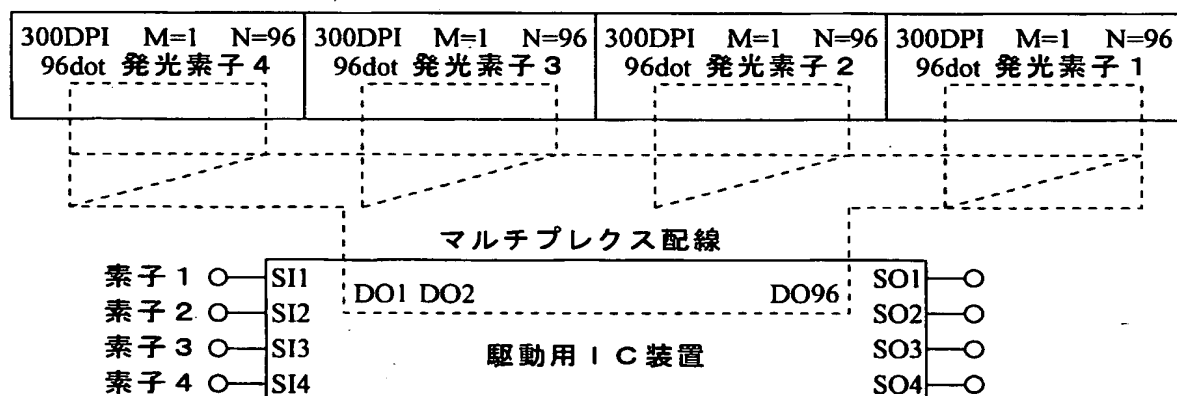 300DPI M=1 N=96 300DPI M=1 N=96 300DPI M=1 N=96 300DPI M=1 N=96
96dot 発光素子4 96dot 発光素子3 96dot 発光素子2 96dot 発光素子1
マルチプレクス配線
素子1 SI1 DO1 DO2 DO96 SO1
素子2 SI2 SO2
素子3 SI3 駆動用IC装置 SO3
素子4 SI4 SO4